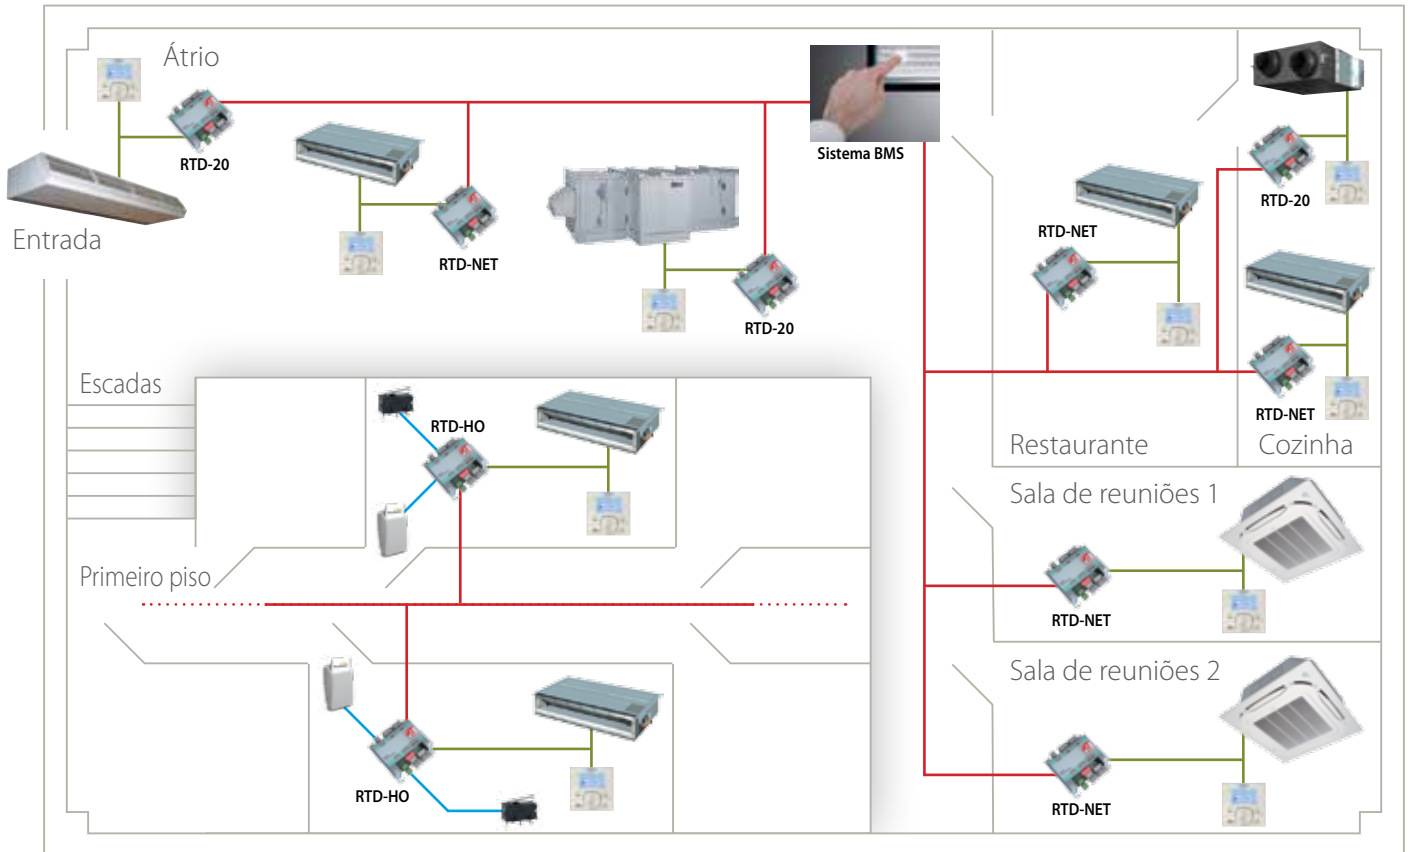 Átrio
RTD-20
Entrada
RTD-NET
RTD-20
Sistema BMS
RTD-NET
RTD-20
RTD-NET
Restaurante
Cozinha
Escadas
RTD-HO
Primeiro piso
RTD-HO
Sala de reuniões 1
RTD-NET
Sala de reuniões 2
RTD-NET